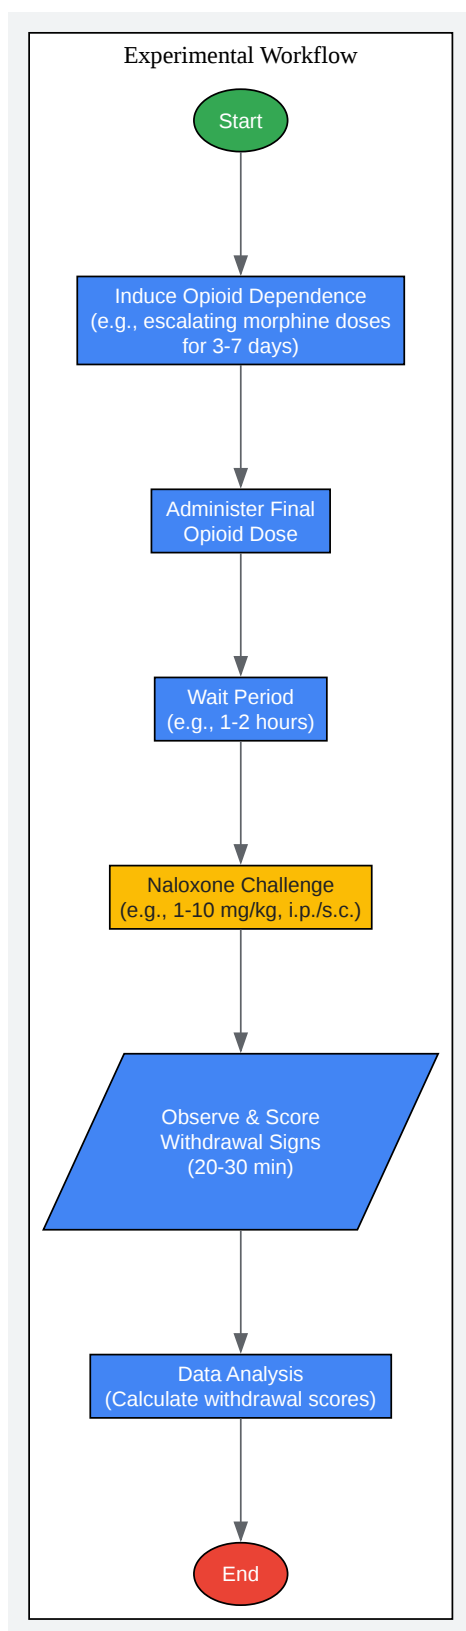 Experimental Workflow
Start
Induce Opioid Dependence
(e.g., escalating morphine doses
for 3-7 days)
Administer Final
Opioid Dose
Wait Period
(e.g., 1-2 hours)
Naloxone Challenge
(e.g., 1-10 mg/kg, i.p./s.c.)
Observe & Score
Withdrawal Signs
(20-30 min)
Data Analysis
(Calculate withdrawal scores)
End